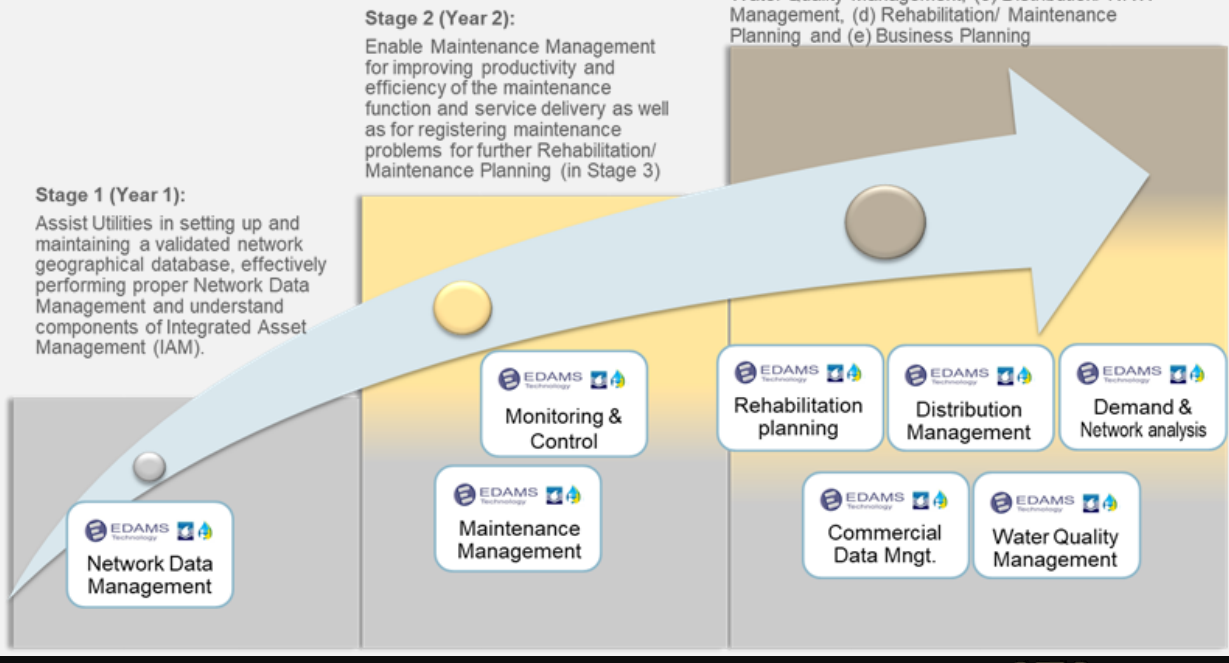 Stage 2 (Year 2):
Enable Maintenance Management
for improving productivity and
efficiency of the maintenance
function and service delivery as well
as for registering maintenance
problems for further Rehabilitation/
Maintenance Planning (in Stage 3)
Management, (d) Rehabilitation/ Maintenance
Planning and (e) Business Planning
Stage 1 (Year 1):
Assist Utilities in setting up and
maintaining a validated network
geographical database, effectively
performing proper Network Data
Management and understand
components of Integrated Asset
Management (IAM).
EDAMS
Technology
Network Data
Management
EDAMS
Technology
Monitoring &
Control
EDAMS
Technology
Maintenance
Management
EDAMS
Technology
Rehabilitation
planning
EDAMS
Technology
Distribution
Management
EDAMS
Technology
Demand &
Network analysis
EDAMS
Technology
Commercial
Data Mngt.
EDAMS
Technology
Water Quality
Management